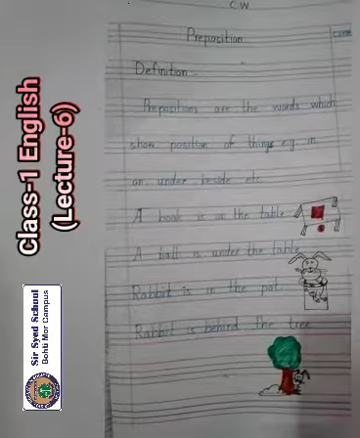 C W
Preposition
Definition :-
Prepositions are the words which
show position of things e.g. in
on, under, beside etc
A book is on the table
A ball is under the table
Rabbit is in the pot.
Rabbit is behind the tree
Class-1 English
(Lecture-6)
Sir Syed School
Bohti Mor Campus